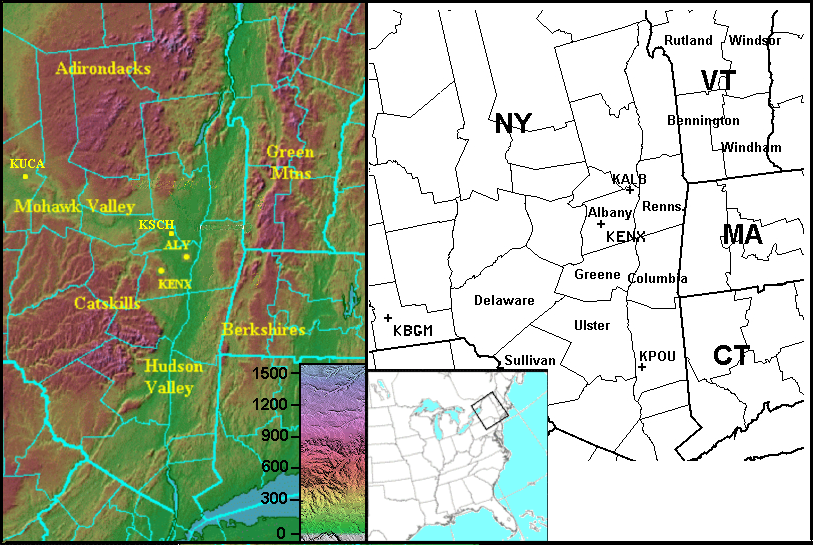 Adirondacks
KUCA
Green
Mtns
Mohawk Valley
KSCH
ALY
KENX
Catskills
Berkshires
Hudson
Valley
1500
1200
900
600
300
0
Rutland
Windsor
VT
NY
Bennington
Windham
KALB
Albany
Renns.
KENX
MA
Greene
Columbia
Delaware
Ulster
KBGM
Sullivan
KPOU
CT